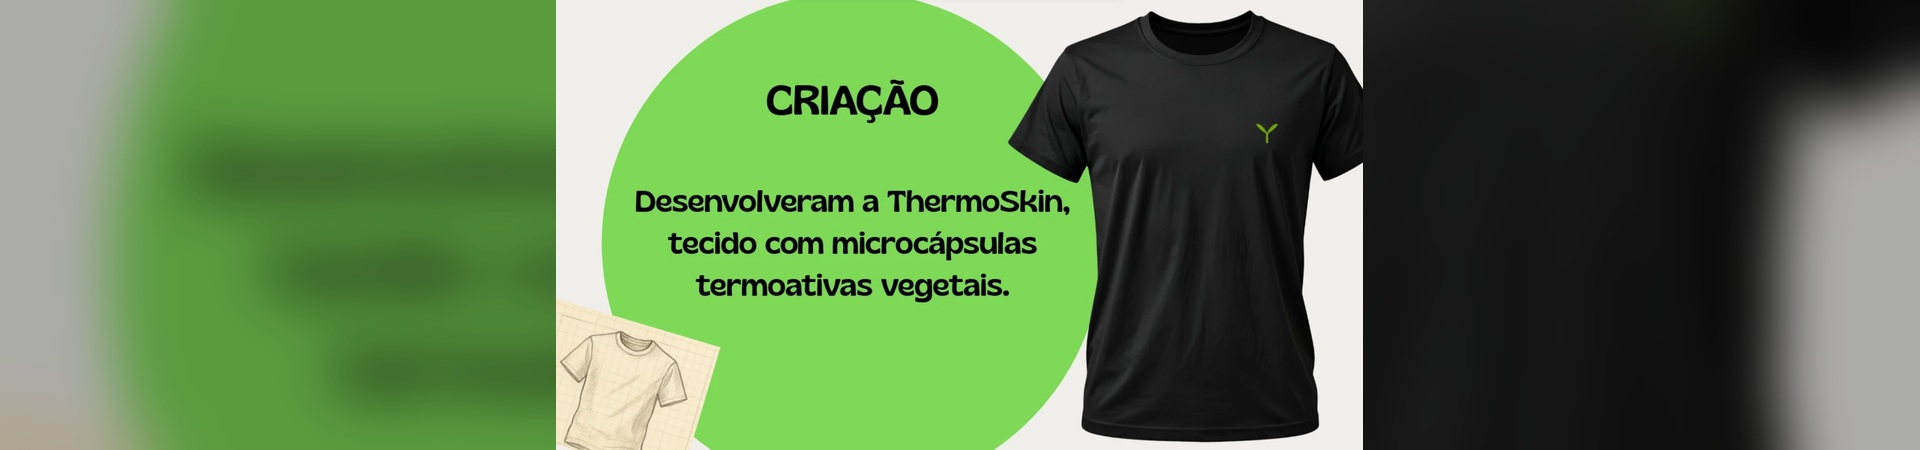 CRIAÇÃO
Desenvolveram a ThermoSkin,
tecido com microcápsulas
termoativas vegetais.